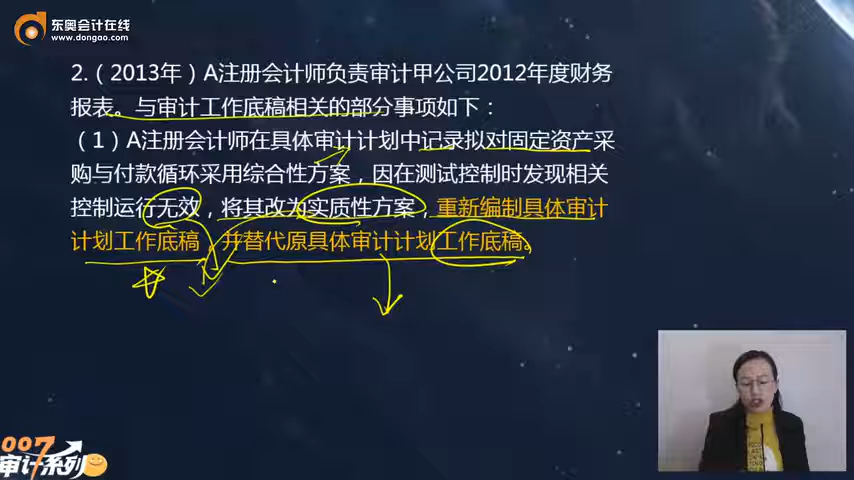 东奥会计在线
www.dongao.com
2.（2013年）A注册会计师负责审计甲公司2012年度财务
报表。与审计工作底稿相关的部分事项如下：
（1）A注册会计师在具体审计计划中记录拟对固定资产采
购与付款循环采用综合性方案，因在测试控制时发现相关
控制运行无效，将其改为实质性方案，重新编制具体审计
计划工作底稿，并替代原具体审计计划工作底稿。
007
审计系列